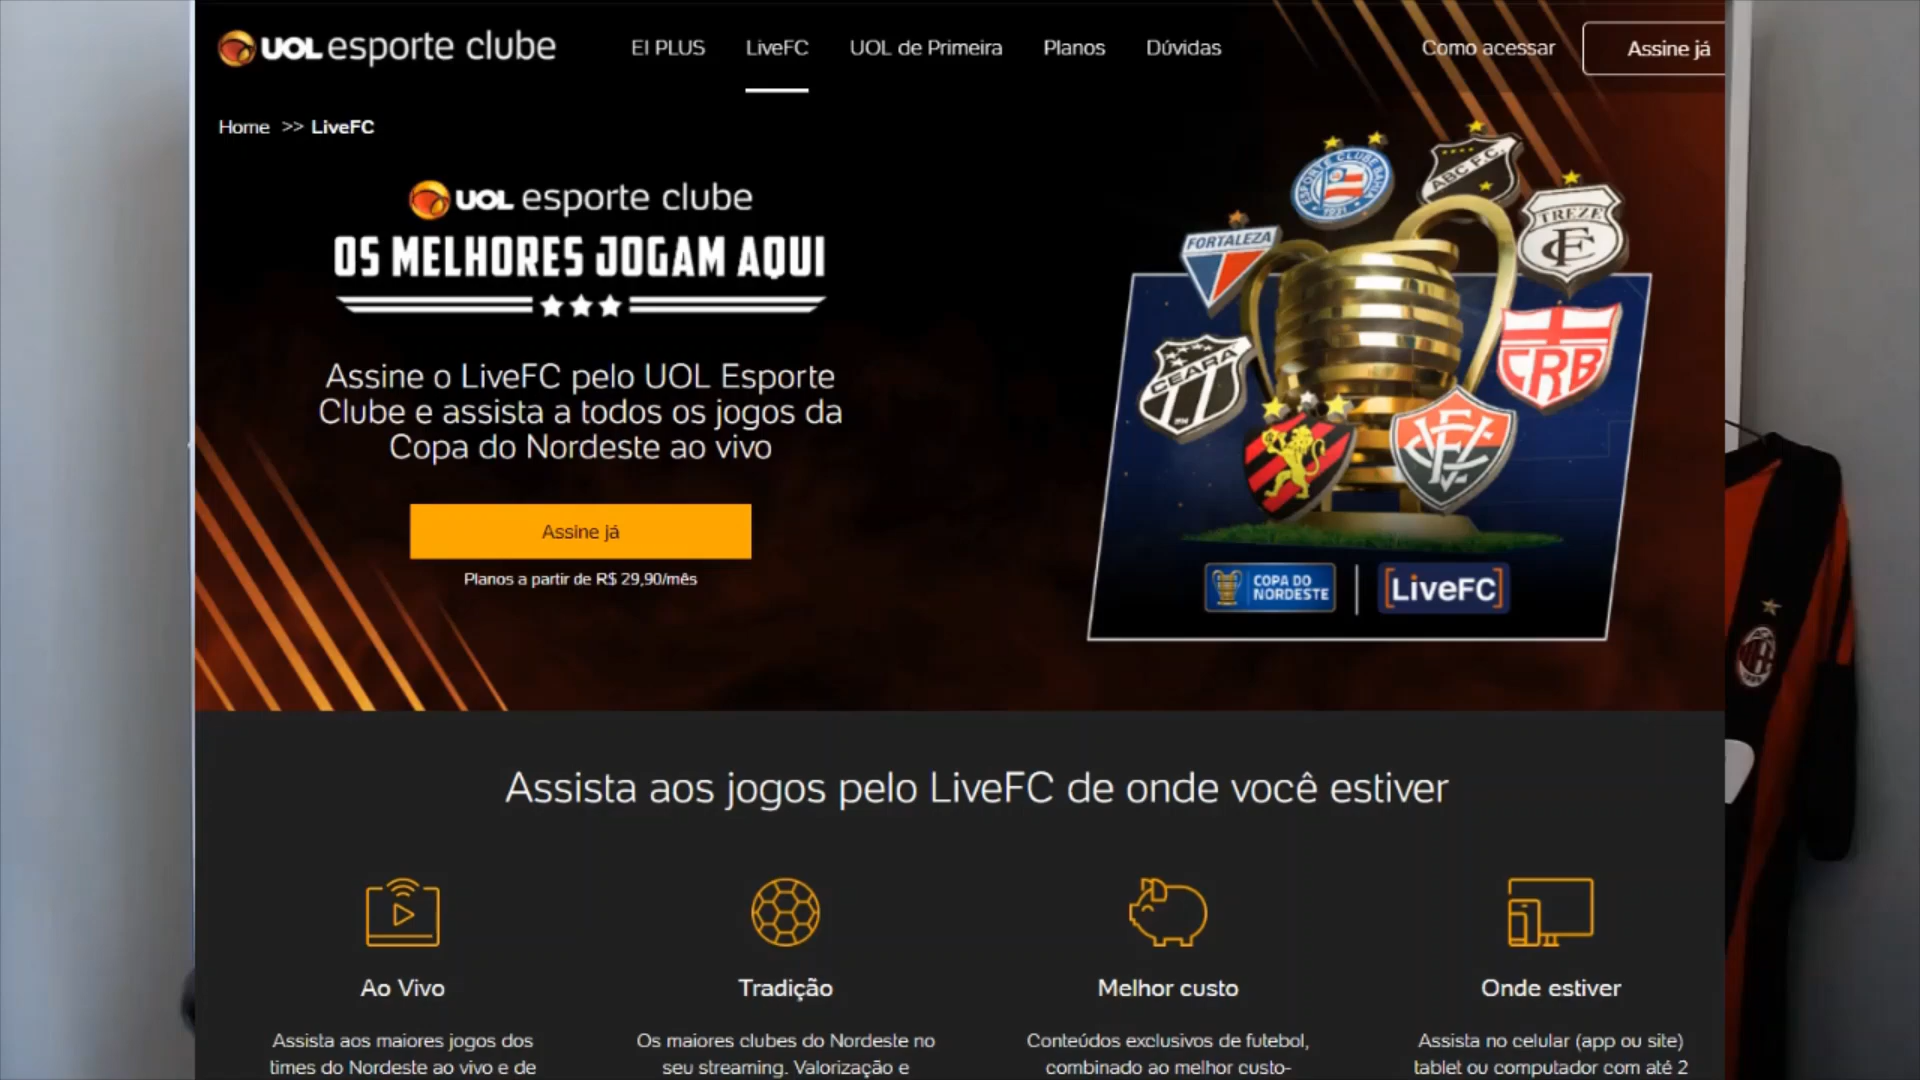 UOL esporte clube
EI PLUS
LiveFC
UOL de Primeira
Planos
Dúvidas
Como acessar
Assine já
Home >> LiveFC
UOL esporte clube
OS MELHORES JOGAM AQUI
Assine o LiveFC pelo UOL Esporte
Clube e assista a todos os jogos da
Copa do Nordeste ao vivo
Assine já
Planos a partir de R$ 29,90/mês
ESPORTE CLUBE BAHIA
1931
ABC F.C.
TREZE
FORTALEZA
CEARA
CRB
COPA DO
NORDESTE
[LiveFC]
Assista aos jogos pelo LiveFC de onde você estiver
Ao Vivo
Assista aos maiores jogos dos
times do Nordeste ao vivo e de
Tradição
Os maiores clubes do Nordeste no
seu streaming. Valorização e
Melhor custo
Conteúdos exclusivos de futebol,
combinado ao melhor custo-
Onde estiver
Assista no celular (app ou site)
tablet ou computador com até 2